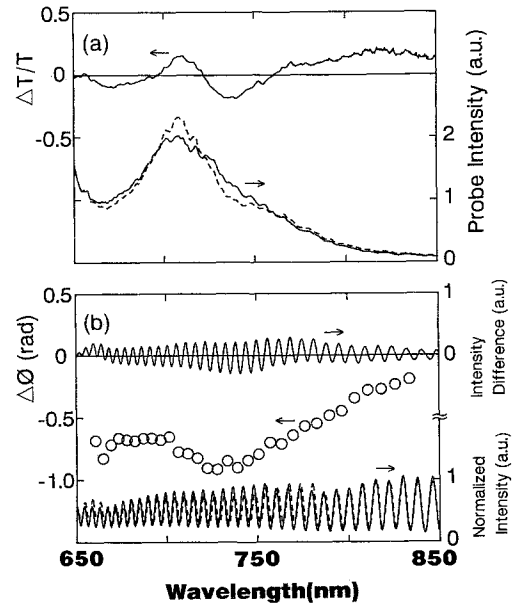 (a)
ΔT/T
0.5
0
-0.5
2
1
0
Probe Intensity (a.u.)
(b)
ΔØ (rad)
0.5
0
-0.5
-1.0
1
0
Intensity
Difference (a.u.)
1
0
Normalized
Intensity (a.u.)
650
750
850
Wavelength(nm)